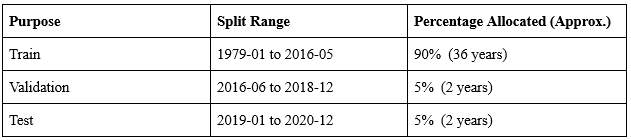 Purpose Split Range Percentage Allocated (Approx.)
Train 1979-01 to 2016-05 90% (36 years)
Validation 2016-06 to 2018-12 5% (2 years)
Test 2019-01 to 2020-12 5% (2 years)